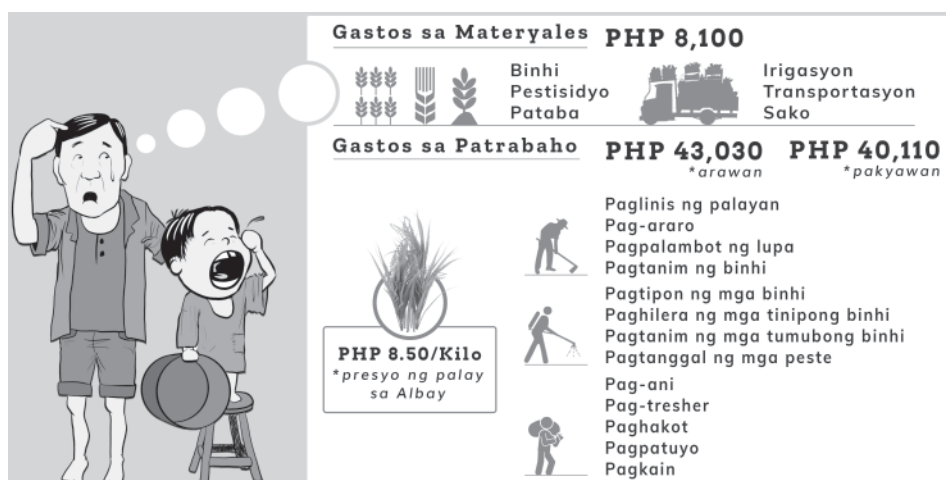 Gastos sa Materyales PHP 8,100
Binhi
Pestisidyo
Pataba
Irigasyon
Transportasyon
Sako
Gastos sa Patrabaho PHP 43,030 PHP 40,110
*arawan *pakyawan
PHP 8.50/Kilo
*presyo ng palay
sa Albay
Paglinis ng palayan
Pag-araro
Pagpalambot ng lupa
Pagtanim ng binhi
Pagtipon ng mga binhi
Paghilera ng mga tinipong binhi
Pagtanim ng mga tumubong binhi
Pagtanggal ng mga peste
Pag-ani
Pag-tresher
Paghakot
Pagpatuyo
Pagkain